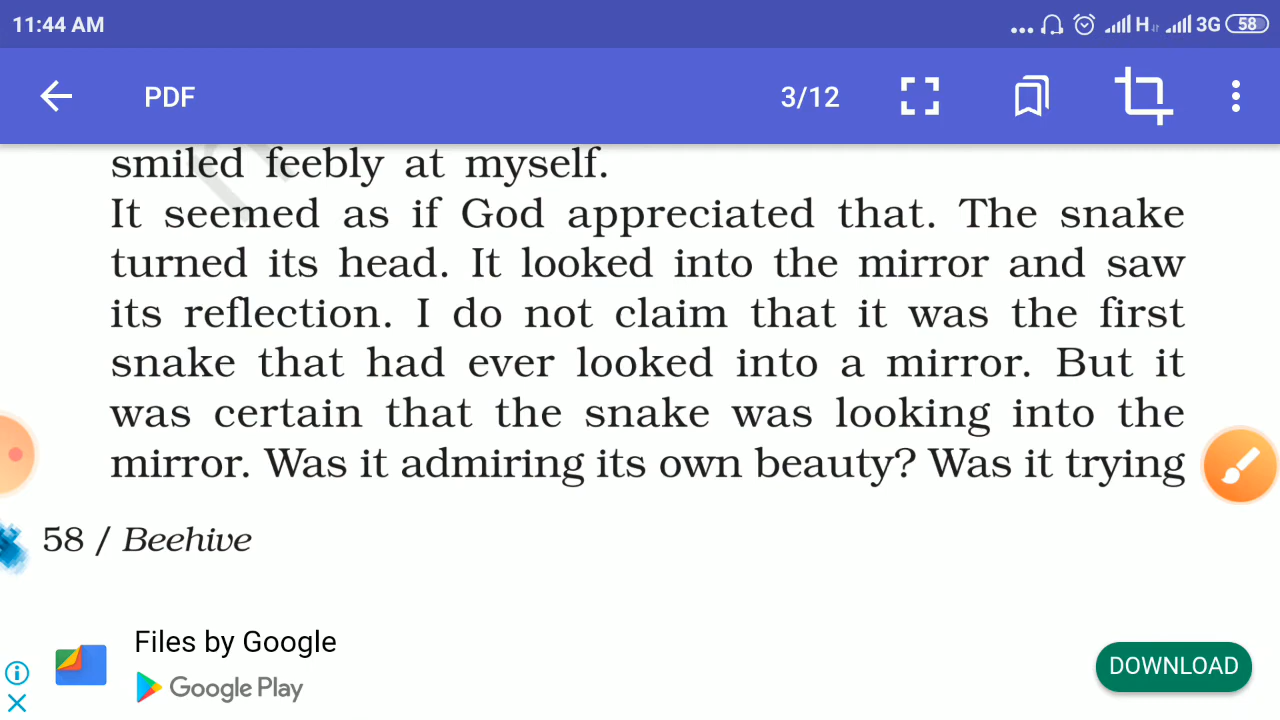 11:44 AM
H 3G 58
PDF
3/12
smiled feebly at myself.
It seemed as if God appreciated that. The snake
turned its head. It looked into the mirror and saw
its reflection. I do not claim that it was the first
snake that had ever looked into a mirror. But it
was certain that the snake was looking into the
mirror. Was it admiring its own beauty? Was it trying
58 / Beehive
Files by Google
Google Play
DOWNLOAD